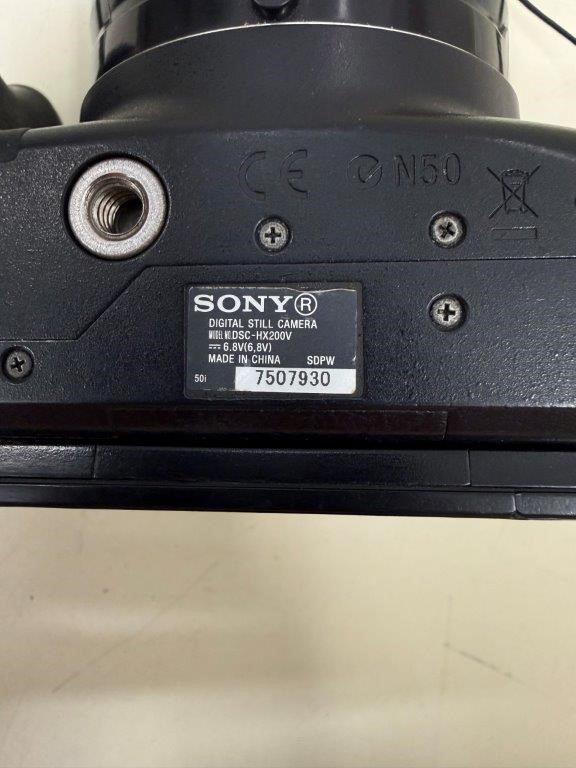 CE N50
SONY®
DIGITAL STILL CAMERA
MODEL NO.DSC-HX200V
⎓ 6.8V(6,8V)
MADE IN CHINA SDPW
50i 7507930